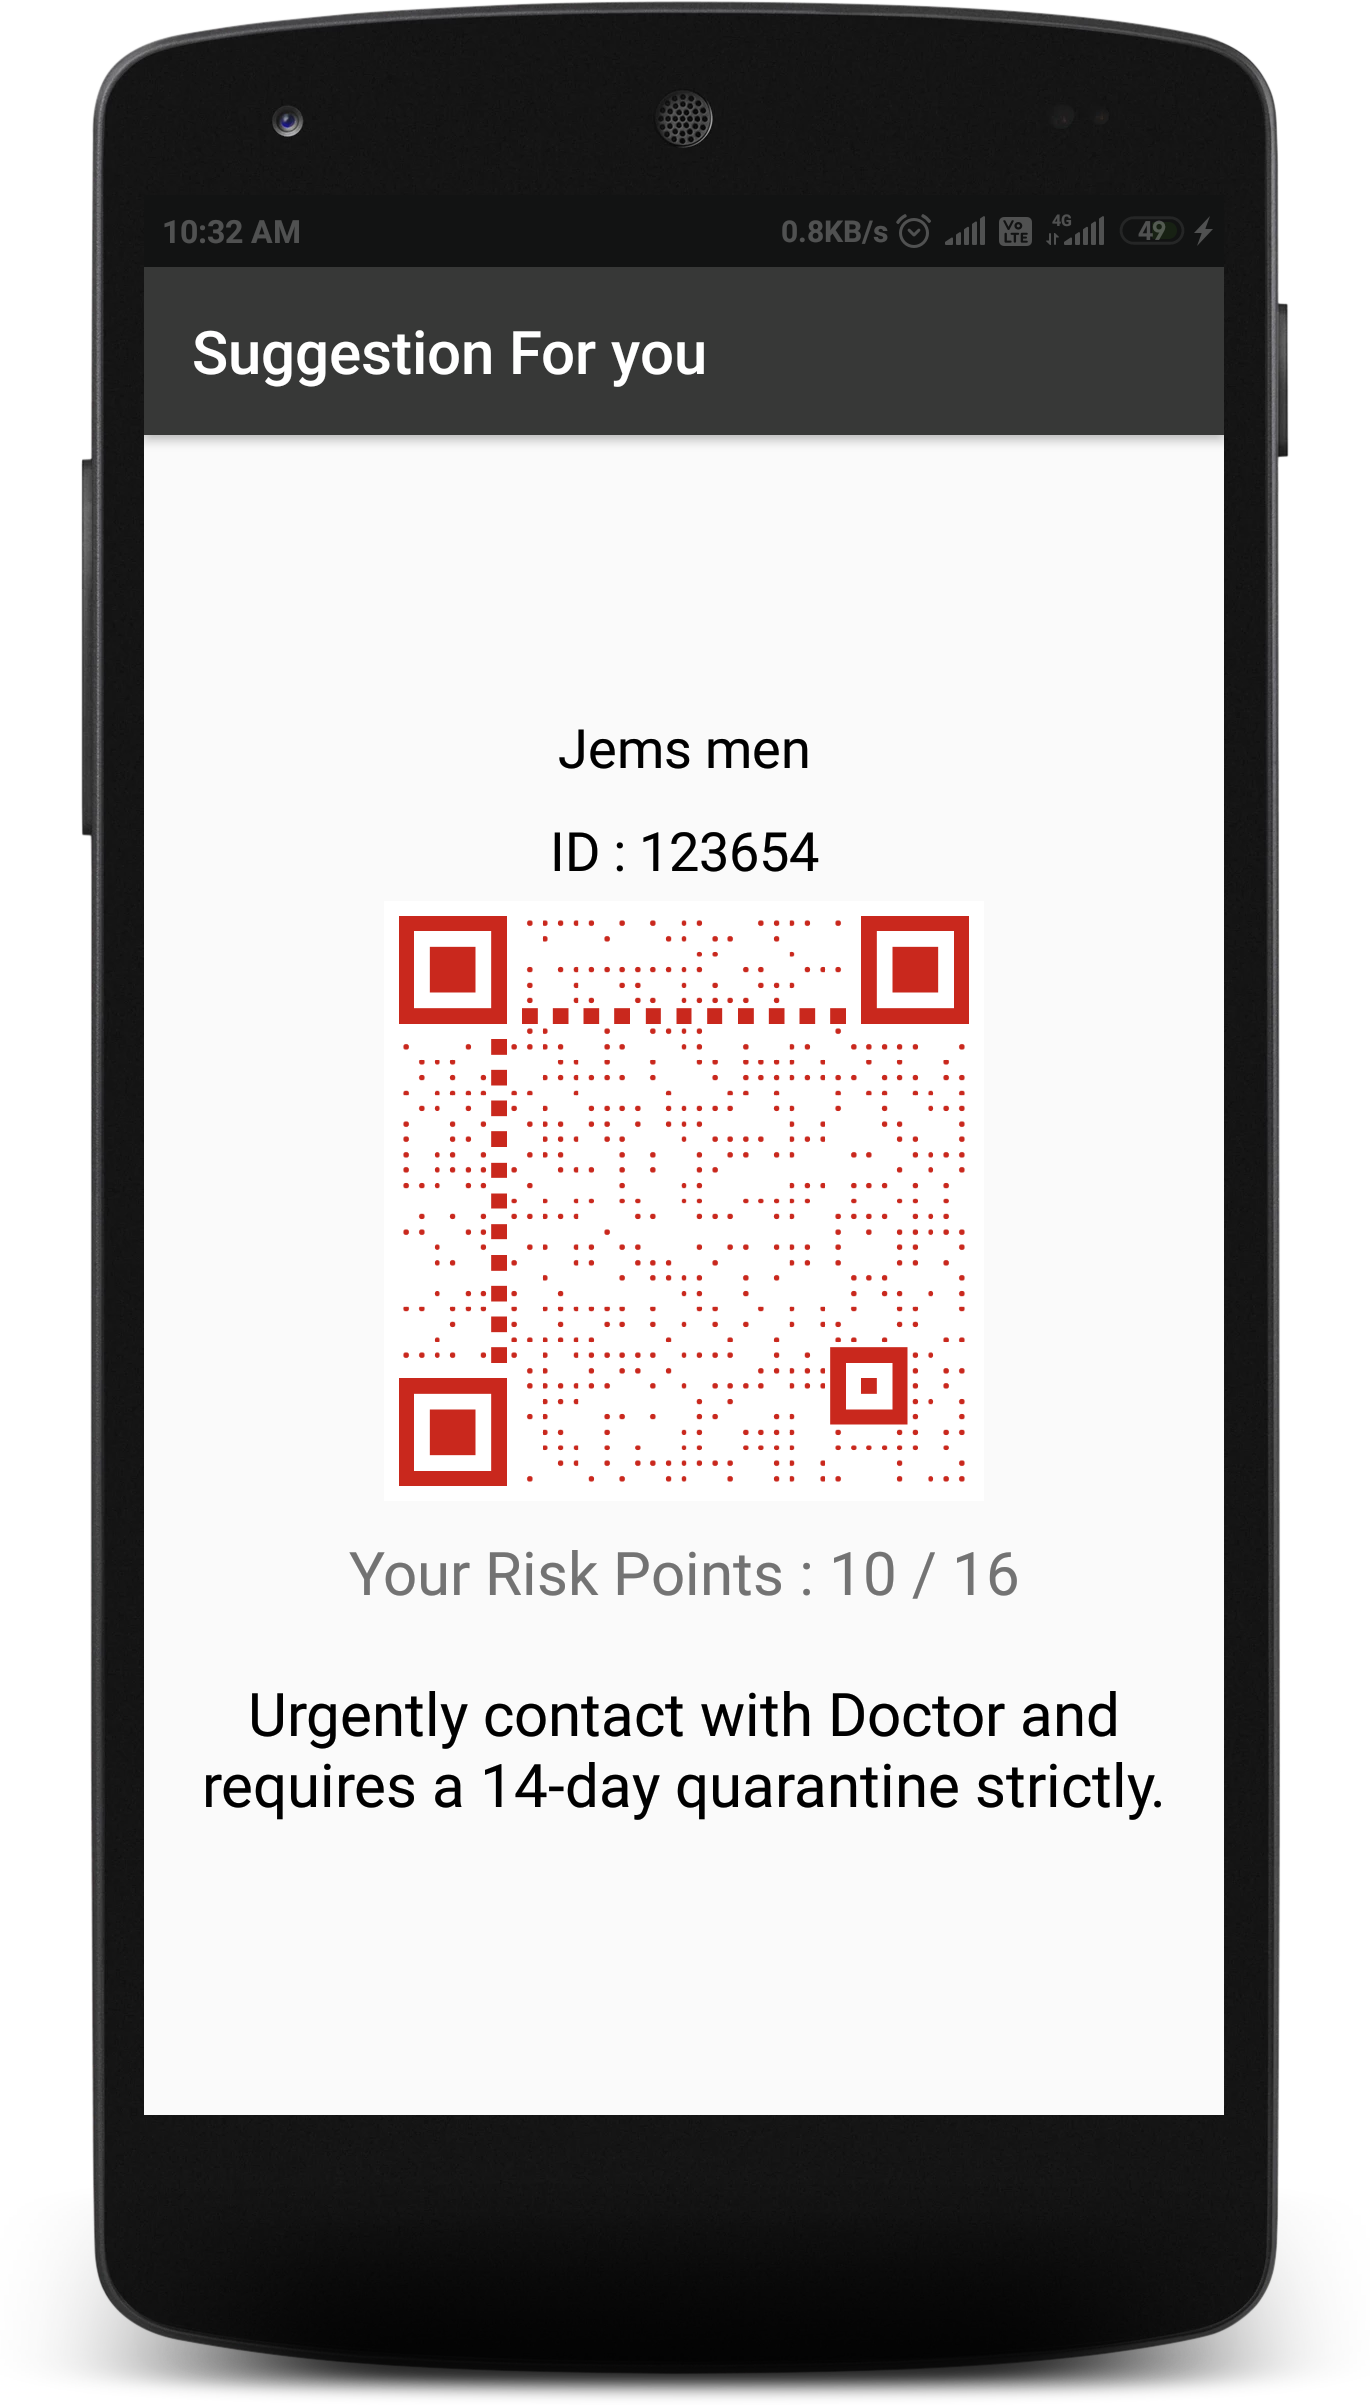 10:32 AM 0.8KB/s Vo LTE 4G 49
Suggestion For you
Jems men
ID : 123654
Your Risk Points : 10 / 16
Urgently contact with Doctor and
requires a 14-day quarantine strictly.